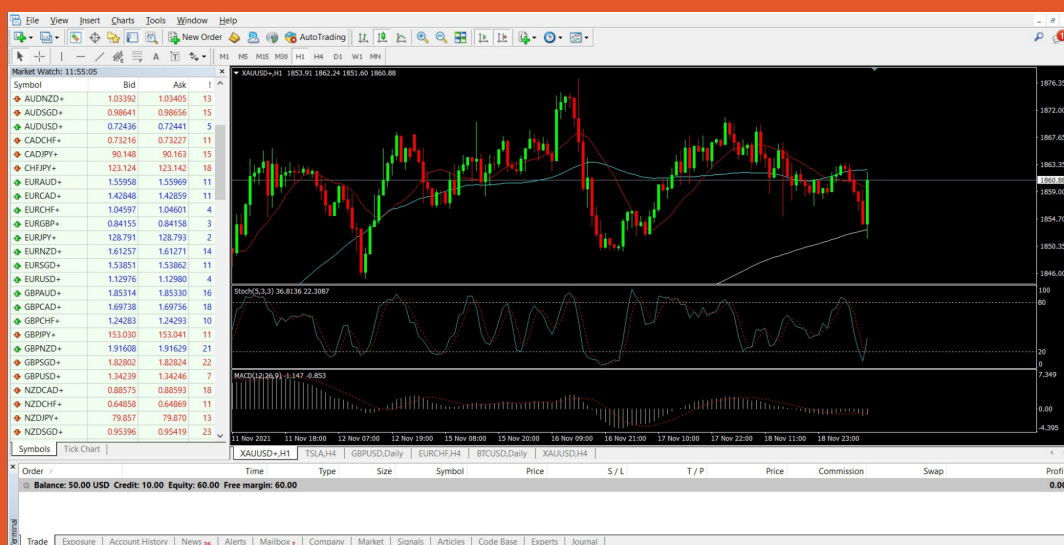 File View Insert Charts Tools Window Help
New Order AutoTrading
A T M1 M5 M15 M30 H1 H4 D1 W1 MN
Market Watch: 11:55:05
Symbol Bid Ask !
AUDNZD+ 1.03392 1.03405 13
AUDSGD+ 0.98641 0.98656 15
AUDUSD+ 0.72436 0.72441 5
CADCHF+ 0.73216 0.73227 11
CADJPY+ 90.148 90.163 15
CHFJPY+ 123.124 123.142 18
EURAUD+ 1.55958 1.55969 11
EURCAD+ 1.42848 1.42859 11
EURCHF+ 1.04597 1.04601 4
EURGBP+ 0.84155 0.84158 3
EURJPY+ 128.791 128.793 2
EURNZD+ 1.61257 1.61271 14
EURSGD+ 1.53851 1.53862 11
EURUSD+ 1.12976 1.12980 4
GBPAUD+ 1.85314 1.85330 16
GBPCAD+ 1.69738 1.69756 18
GBPCHF+ 1.24283 1.24293 10
GBPJPY+ 153.030 153.041 11
GBPNZD+ 1.91608 1.91629 21
GBPSGD+ 1.82802 1.82824 22
GBPUSD+ 1.34239 1.34246 7
NZDCAD+ 0.88575 0.88593 18
NZDCHF+ 0.64858 0.64869 11
NZDJPY+ 79.857 79.870 13
NZDSGD+ 0.95396 0.95419 23
Symbols Tick Chart
XAUUSD+,H1 1853.91 1862.24 1851.60 1860.88
1876.35
1872.00
1867.65
1863.35
1860.88
1859.00
1854.70
1850.35
1846.00
Stoch(5,3,3) 36.8136 22.3087
100
80
20
0
MACD(12,26,9) -1.147 -0.853
7.349
0.00
-4.395
11 Nov 2021 11 Nov 18:00 12 Nov 07:00 12 Nov 19:00 15 Nov 08:00 15 Nov 20:00 16 Nov 09:00 16 Nov 21:00 17 Nov 10:00 17 Nov 22:00 18 Nov 11:00 18 Nov 23:00
XAUUSD+,H1 TSLA,H4 GBPUSD,Daily EURCHF,H4 BTCUSD,Daily XAUUSD,H4
Order / Time Type Size Symbol Price S / L T / P Price Commission Swap Profi
Balance: 50.00 USD Credit: 10.00 Equity: 60.00 Free margin: 60.00 0.00
Trade Exposure Account History News 26 Alerts Mailbox 7 Company Market Signals Articles Code Base Experts Journal